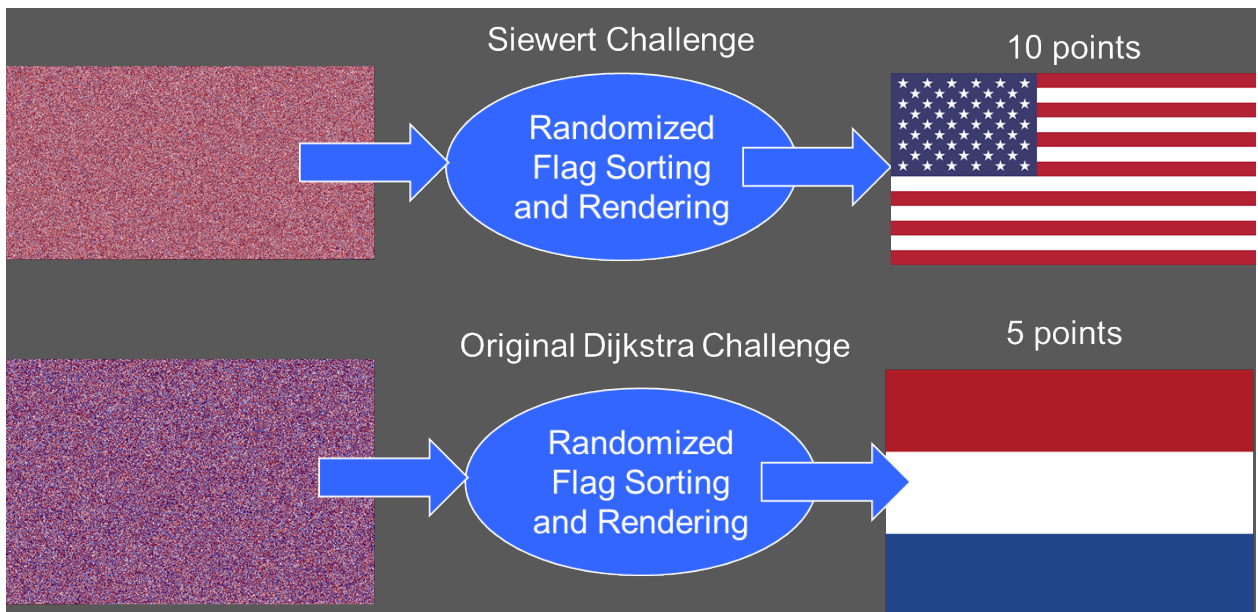 Siewert Challenge
10 points
Randomized
Flag Sorting
and Rendering
Original Dijkstra Challenge
5 points
Randomized
Flag Sorting
and Rendering